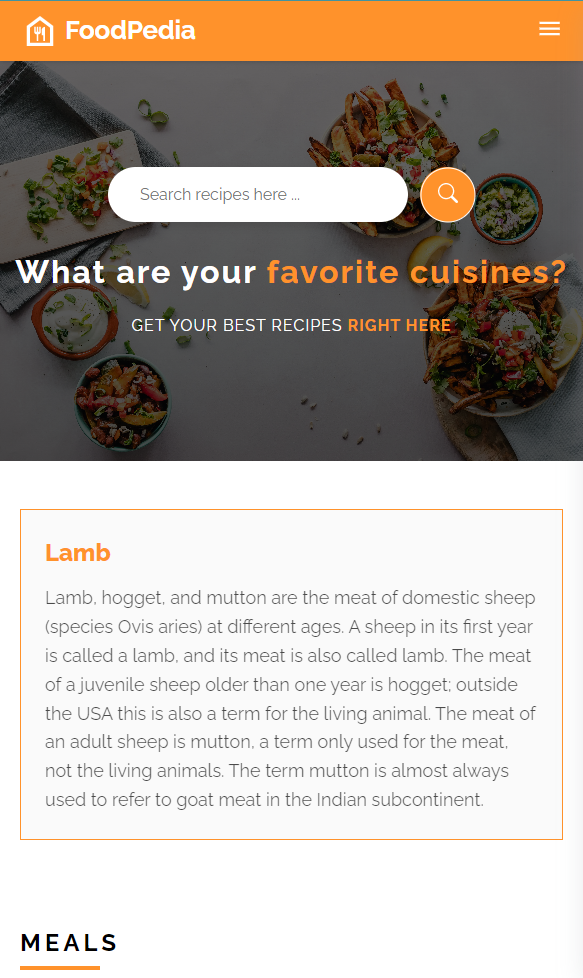 FoodPedia
Search recipes here ...
What are your favorite cuisines?
GET YOUR BEST RECIPES RIGHT HERE
Lamb
Lamb, hogget, and mutton are the meat of domestic sheep
(species Ovis aries) at different ages. A sheep in its first year
is called a lamb, and its meat is also called lamb. The meat
of a juvenile sheep older than one year is hogget; outside
the USA this is also a term for the living animal. The meat of
an adult sheep is mutton, a term only used for the meat,
not the living animals. The term mutton is almost always
used to refer to goat meat in the Indian subcontinent.
MEALS